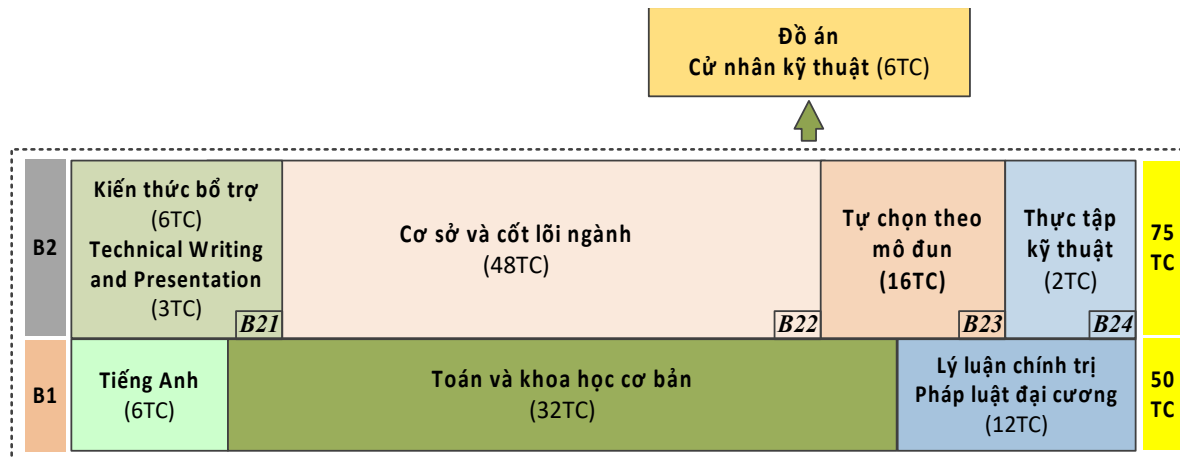 Đồ án
Cử nhân kỹ thuật (6TC)
B2
Kiến thức bổ trợ
(6TC)
Technical Writing
and Presentation
(3TC)
B21
Cơ sở và cốt lõi ngành
(48TC)
B22
Tự chọn theo
mô đun
(16TC)
B23
Thực tập
kỹ thuật
(2TC)
B24
75
TC
B1
Tiếng Anh
(6TC)
Toán và khoa học cơ bản
(32TC)
Lý luận chính trị
Pháp luật đại cương
(12TC)
50
TC